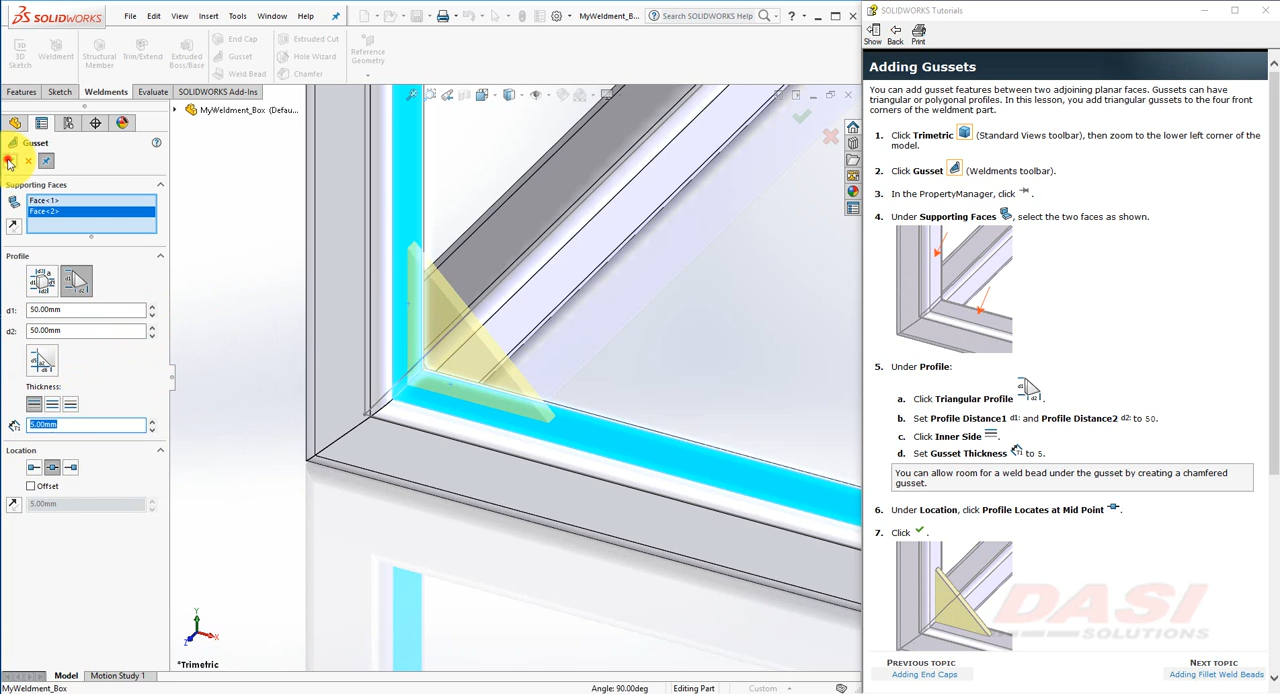 SOLIDWORKS File Edit View Insert Tools Window Help MyWeldment_B... Search SOLIDWORKS Help ?
3D Sketch
Weldment
Structural Member
Trim/Extend
Extruded Boss/Base
End Cap
Gusset
Weld Bead
Extruded Cut
Hole Wizard
Chamfer
Reference Geometry
Features Sketch Weldments Evaluate SOLIDWORKS Add-Ins
MyWeldment_Box (Defau...
Gusset
Supporting Faces
Face<1>
Face<2>
Profile
d1: 50.00mm
d2: 50.00mm
Thickness:
5.00mm
Location
Offset
5.00mm
Y
X
Z
*Trimetric
Model Motion Study 1
MyWeldment_Box Angle: 90.00deg Editing Part Custom
SOLIDWORKS Tutorials
Show Back Print
Adding Gussets
You can add gusset features between two adjoining planar faces. Gussets can have
triangular or polygonal profiles. In this lesson, you add triangular gussets to the four front
corners of the weldment part.
1. Click Trimetric (Standard Views toolbar), then zoom to the lower left corner of the
model.
2. Click Gusset (Weldments toolbar).
3. In the PropertyManager, click .
4. Under Supporting Faces , select the two faces as shown.
5. Under Profile:
a. Click Triangular Profile .
b. Set Profile Distance1 d1: and Profile Distance2 d2: to 50.
c. Click Inner Side .
d. Set Gusset Thickness to 5.
You can allow room for a weld bead under the gusset by creating a chamfered
gusset.
6. Under Location, click Profile Locates at Mid Point .
7. Click .
DASI
SOLUTIONS
PREVIOUS TOPIC
Adding End Caps
NEXT TOPIC
Adding Fillet Weld Beads